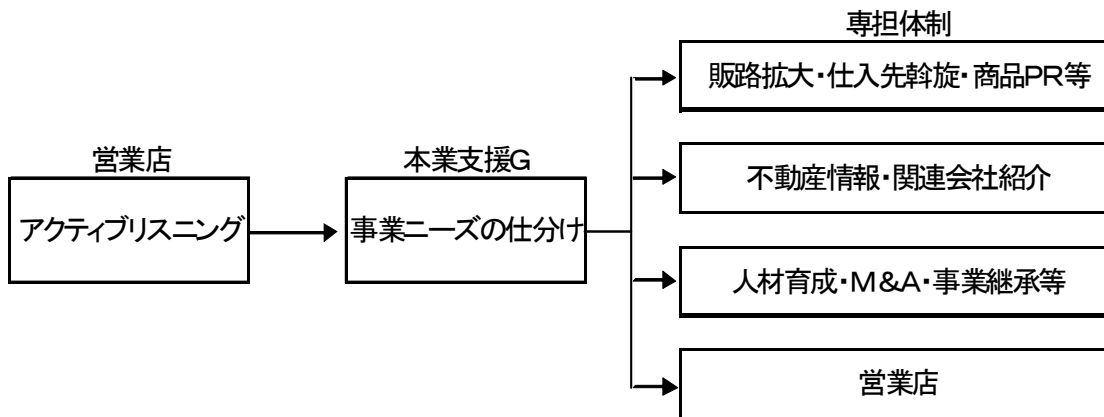 専担体制
販路拡大・仕入先斡旋・商品PR等
営業店
本業支援G
不動産情報・関連会社紹介
アクティブリスニング
事業ニーズの仕分け
人材育成・M&A・事業継承等
営業店